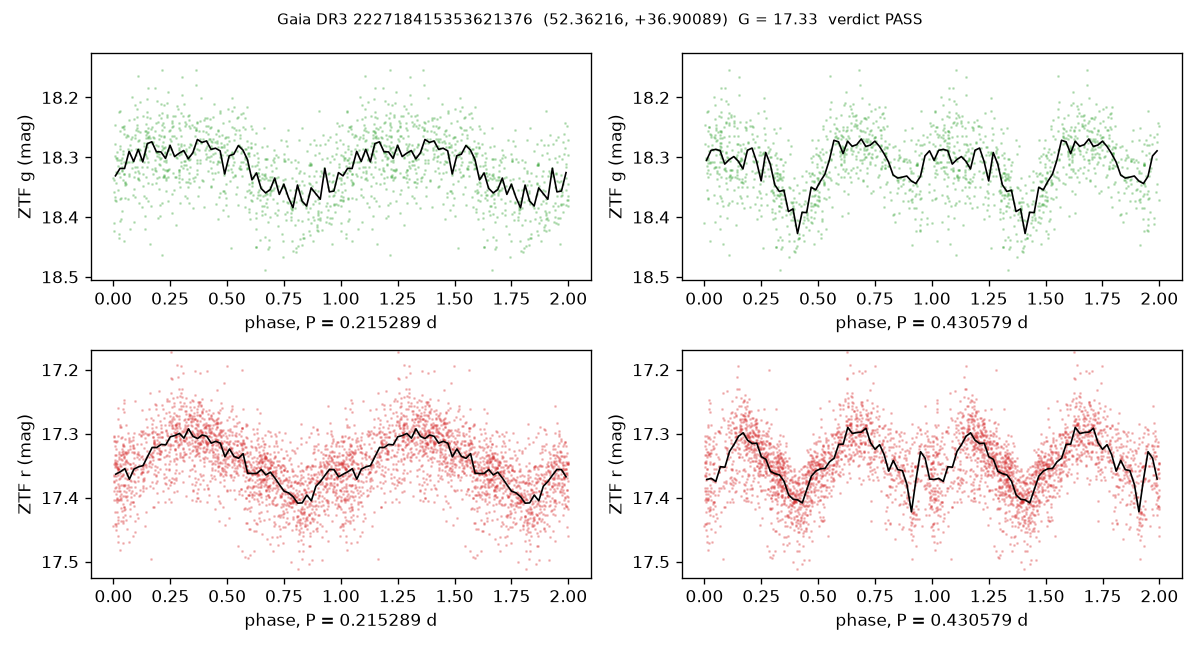 Gaia DR3 222718415353621376 (52.36216, +36.90089) G = 17.33 verdict PASS
ZTF g (mag)
18.2
18.3
18.4
18.5
0.00 0.25 0.50 0.75 1.00 1.25 1.50 1.75 2.00
phase, P = 0.215289 d
ZTF g (mag)
18.2
18.3
18.4
18.5
0.00 0.25 0.50 0.75 1.00 1.25 1.50 1.75 2.00
phase, P = 0.430579 d
ZTF r (mag)
17.2
17.3
17.4
17.5
0.00 0.25 0.50 0.75 1.00 1.25 1.50 1.75 2.00
phase, P = 0.215289 d
ZTF r (mag)
17.2
17.3
17.4
17.5
0.00 0.25 0.50 0.75 1.00 1.25 1.50 1.75 2.00
phase, P = 0.430579 d